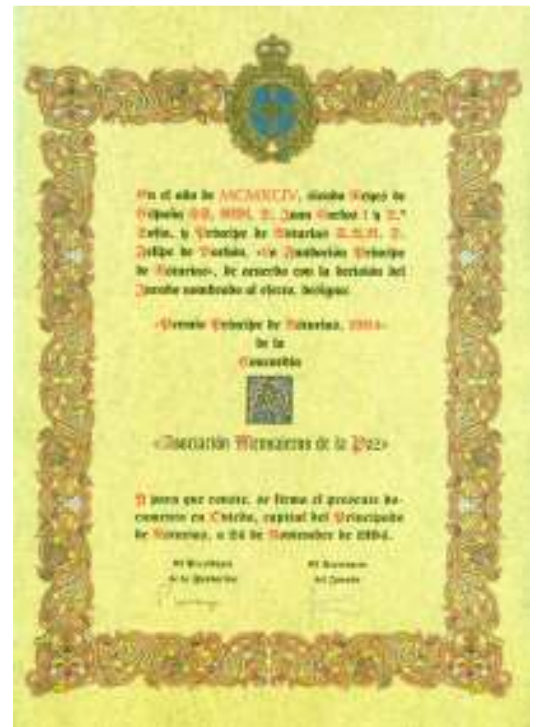 En el año de MCMXCIV, siendo Reyes de
España SS. MM. D. Juan Carlos I y D.ª
Sofía, y Príncipe de Asturias S.A.R. D.
Felipe de Borbón, «la Fundación Príncipe
de Asturias», de acuerdo con la decisión del
Jurado nombrado al efecto, designa:
«Premio Príncipe de Asturias, 1994»
de la
Concordia
«Asociación Mensajeros de la Paz»
Y para que conste, se firma el presente do-
cumento en Oviedo, capital del Principado
de Asturias, a 24 de Noviembre de 1994.
El Presidente
de la Fundación
El Secretario
del Jurado